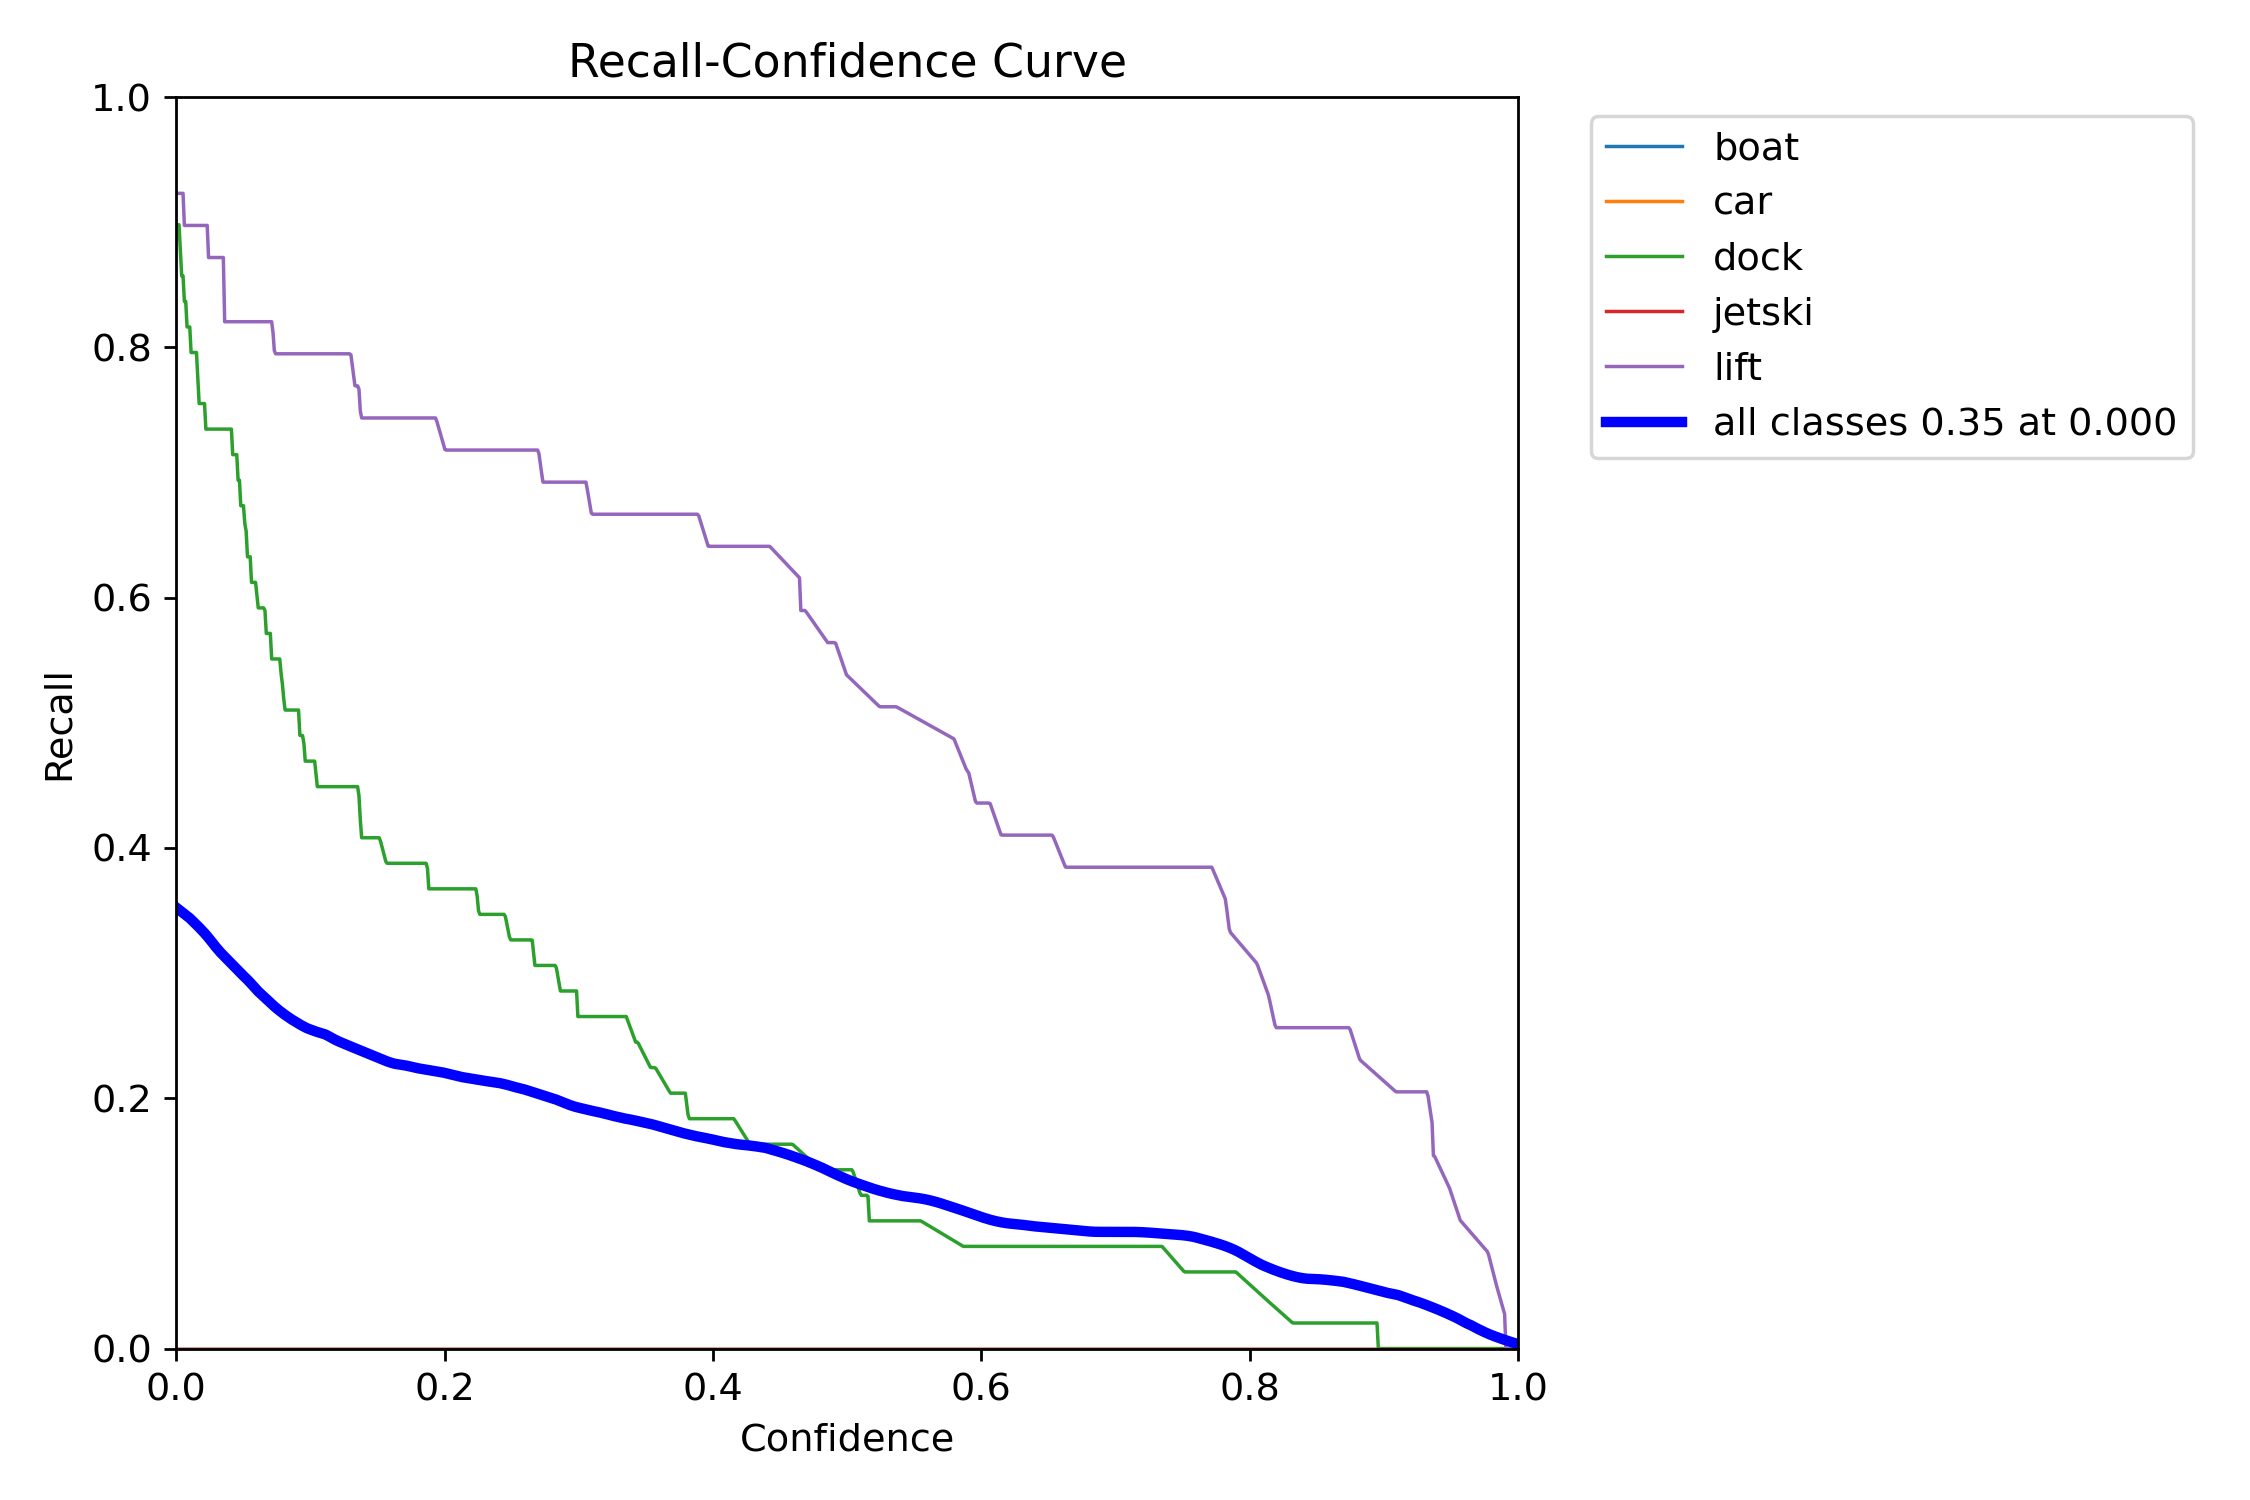 Recall-Confidence Curve
1.0
0.8
0.6
0.4
0.2
0.0
Recall
0.0 0.2 0.4 0.6 0.8 1.0
Confidence
boat
car
dock
jetski
lift
all classes 0.35 at 0.000